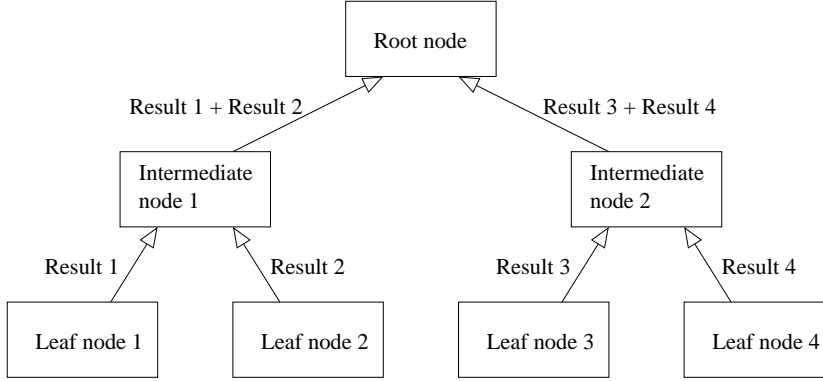 Root node
Result 1 + Result 2
Result 3 + Result 4
Intermediate
node 1
Intermediate
node 2
Result 1
Result 2
Result 3
Result 4
Leaf node 1
Leaf node 2
Leaf node 3
Leaf node 4